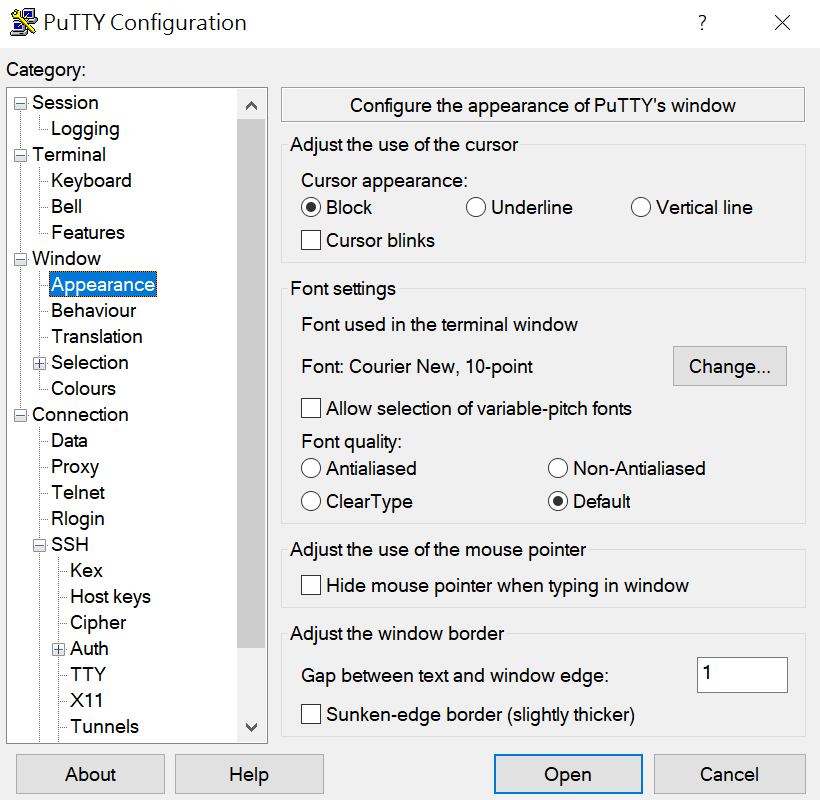 PuTTY Configuration
?
Category:
Session
Logging
Terminal
Keyboard
Bell
Features
Window
Appearance
Behaviour
Translation
Selection
Colours
Connection
Data
Proxy
Telnet
Rlogin
SSH
Kex
Host keys
Cipher
Auth
TTY
X11
Tunnels
Configure the appearance of PuTTY's window
Adjust the use of the cursor
Cursor appearance:
Block Underline Vertical line
Cursor blinks
Font settings
Font used in the terminal window
Font: Courier New, 10-point Change...
Allow selection of variable-pitch fonts
Font quality:
Antialiased Non-Antialiased
ClearType Default
Adjust the use of the mouse pointer
Hide mouse pointer when typing in window
Adjust the window border
Gap between text and window edge: 1
Sunken-edge border (slightly thicker)
About Help Open Cancel